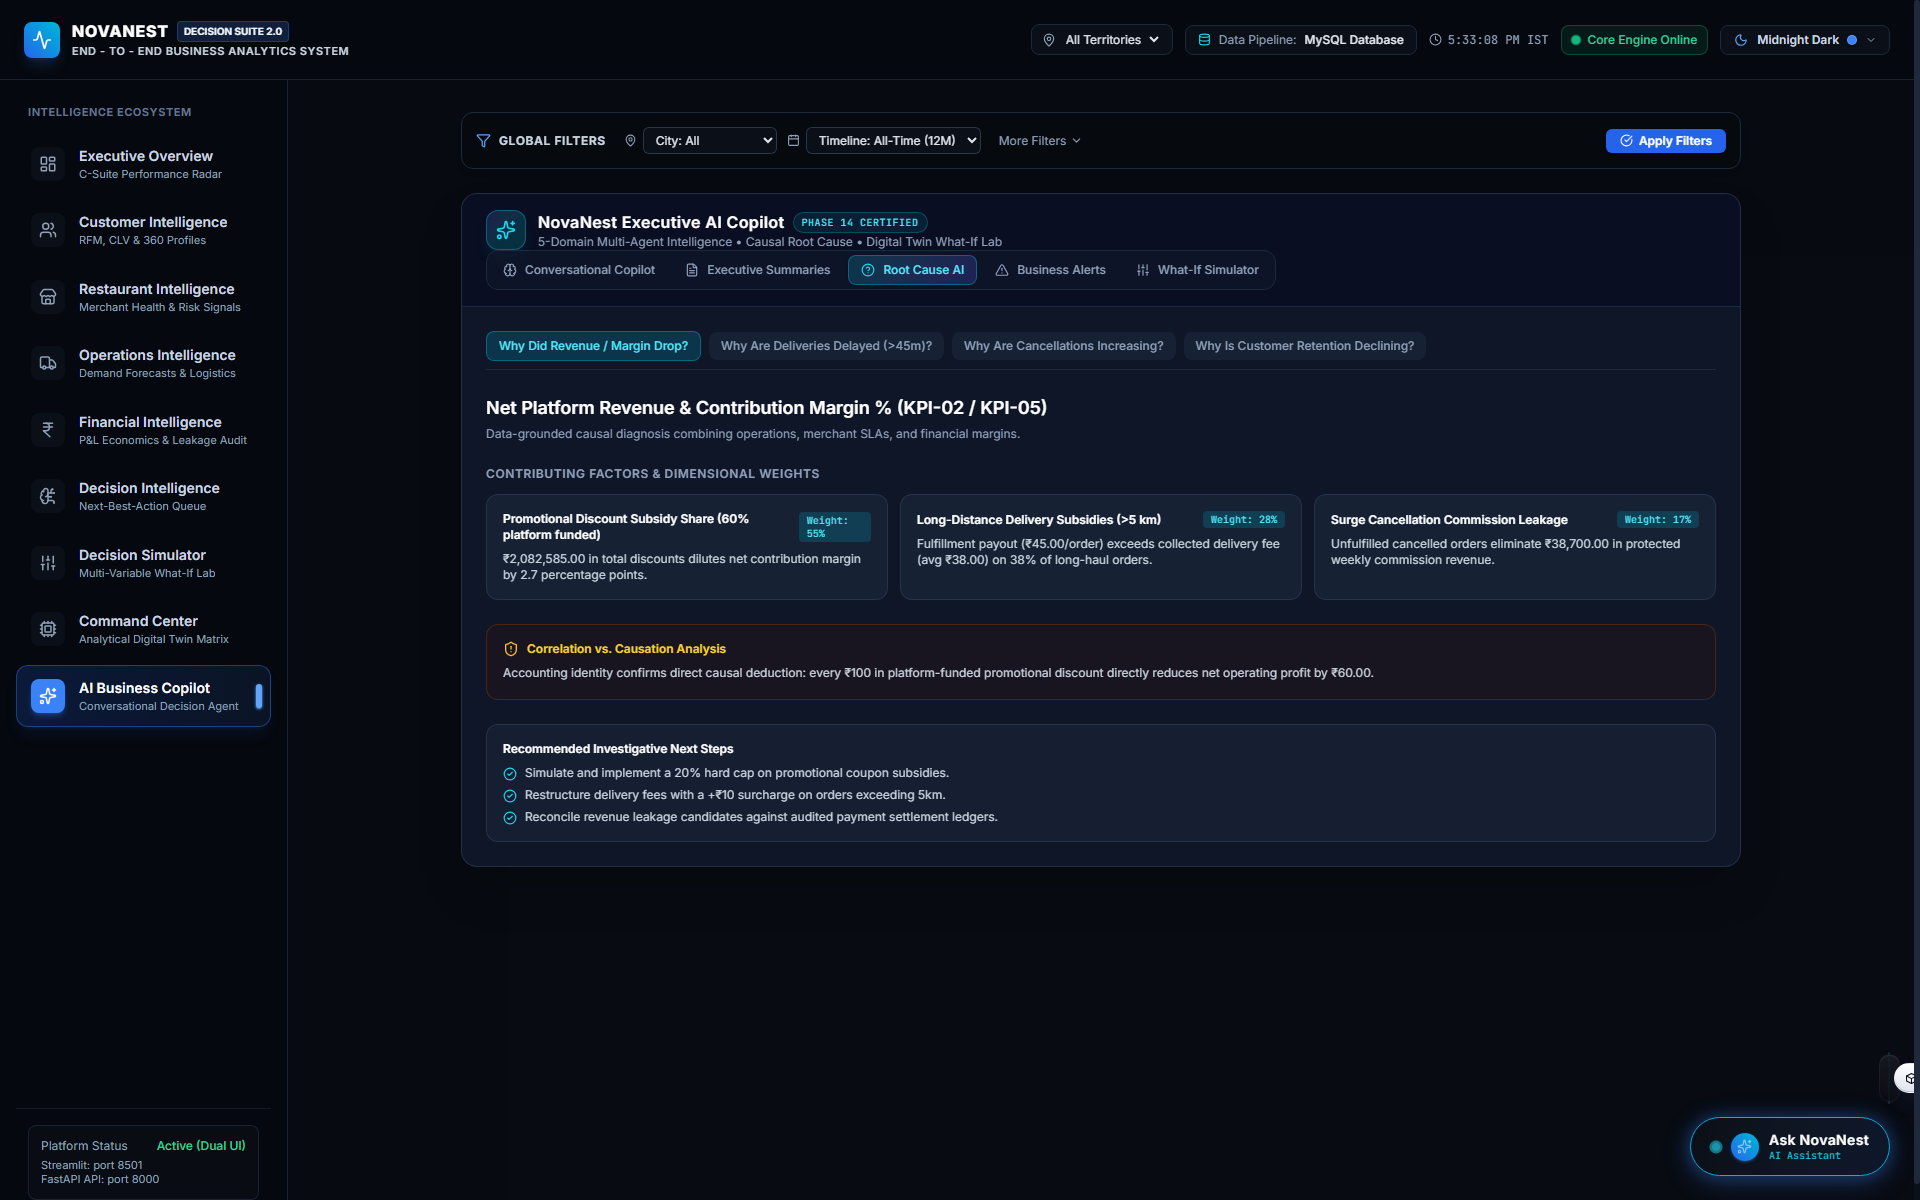 NOVANEST DECISION SUITE 2.0
END - TO - END BUSINESS ANALYTICS SYSTEM
All Territories
Data Pipeline: MySQL Database
5:33:08 PM IST
Core Engine Online
Midnight Dark
INTELLIGENCE ECOSYSTEM
Executive Overview
C-Suite Performance Radar
Customer Intelligence
RFM, CLV & 360 Profiles
Restaurant Intelligence
Merchant Health & Risk Signals
Operations Intelligence
Demand Forecasts & Logistics
Financial Intelligence
P&L Economics & Leakage Audit
Decision Intelligence
Next-Best-Action Queue
Decision Simulator
Multi-Variable What-If Lab
Command Center
Analytical Digital Twin Matrix
AI Business Copilot
Conversational Decision Agent
Platform Status Active (Dual UI)
Streamlit: port 8501
FastAPI API: port 8000
GLOBAL FILTERS
City: All
Timeline: All-Time (12M)
More Filters
Apply Filters
NovaNest Executive AI Copilot PHASE 14 CERTIFIED
5-Domain Multi-Agent Intelligence • Causal Root Cause • Digital Twin What-If Lab
Conversational Copilot
Executive Summaries
Root Cause AI
Business Alerts
What-If Simulator
Why Did Revenue / Margin Drop?
Why Are Deliveries Delayed (>45m)?
Why Are Cancellations Increasing?
Why Is Customer Retention Declining?
Net Platform Revenue & Contribution Margin % (KPI-02 / KPI-05)
Data-grounded causal diagnosis combining operations, merchant SLAs, and financial margins.
CONTRIBUTING FACTORS & DIMENSIONAL WEIGHTS
Promotional Discount Subsidy Share (60%
platform funded)
Weight:
55%
₹2,082,585.00 in total discounts dilutes net contribution margin
by 2.7 percentage points.
Long-Distance Delivery Subsidies (>5 km)
Weight: 28%
Fulfillment payout (₹45.00/order) exceeds collected delivery fee
(avg ₹38.00) on 38% of long-haul orders.
Surge Cancellation Commission Leakage
Weight: 17%
Unfulfilled cancelled orders eliminate ₹38,700.00 in protected
weekly commission revenue.
Correlation vs. Causation Analysis
Accounting identity confirms direct causal deduction: every ₹100 in platform-funded promotional discount directly reduces net operating profit by ₹60.00.
Recommended Investigative Next Steps
Simulate and implement a 20% hard cap on promotional coupon subsidies.
Restructure delivery fees with a +₹10 surcharge on orders exceeding 5km.
Reconcile revenue leakage candidates against audited payment settlement ledgers.
Ask NovaNest
AI Assistant